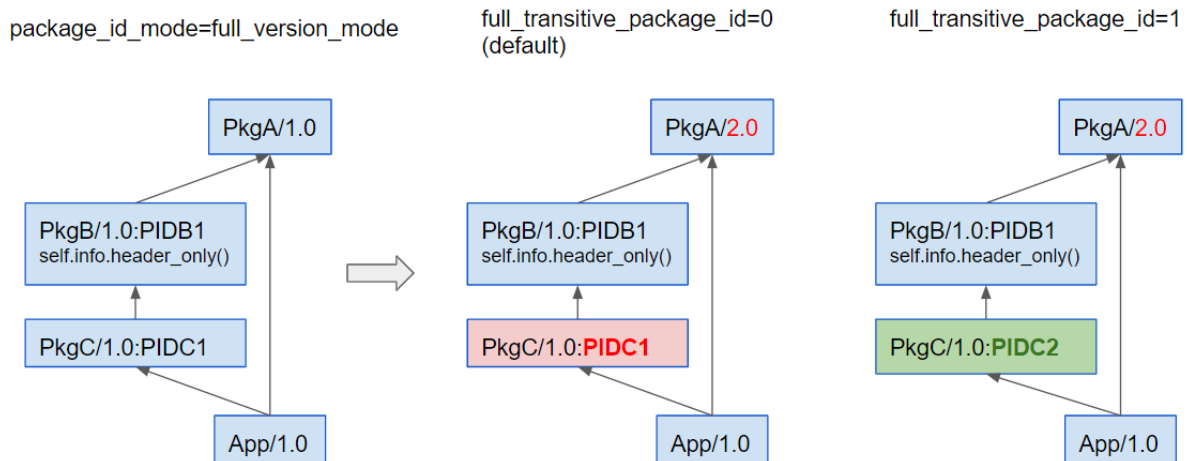 package_id_mode=full_version_mode
PkgA/1.0
PkgB/1.0:PIDB1
self.info.header_only()
PkgC/1.0:PIDC1
App/1.0
full_transitive_package_id=0
(default)
PkgA/2.0
PkgB/1.0:PIDB1
self.info.header_only()
PkgC/1.0:PIDC1
App/1.0
full_transitive_package_id=1
PkgA/2.0
PkgB/1.0:PIDB1
self.info.header_only()
PkgC/1.0:PIDC2
App/1.0